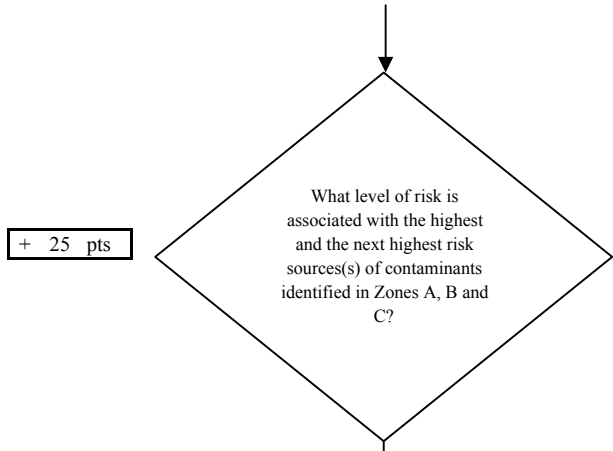 What level of risk is
associated with the highest
and the next highest risk
sources(s) of contaminants
identified in Zones A, B and
C?
+ 25 pts